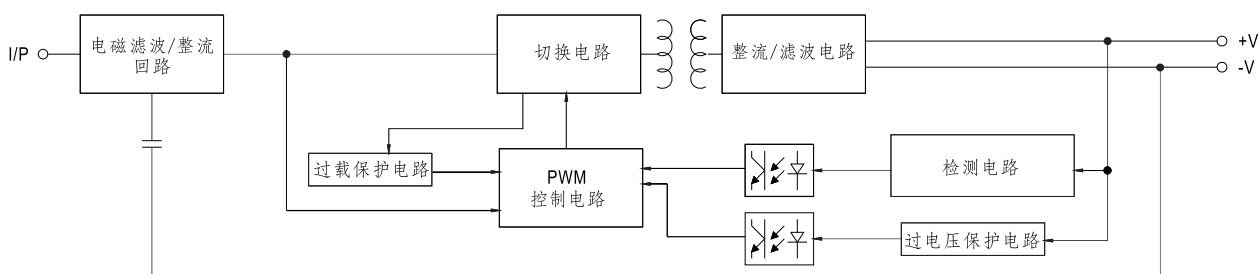 I/P
电磁滤波/整流
回路
切换电路
整流/滤波电路
+V
-V
过载保护电路
PWM
控制电路
检测电路
过电压保护电路